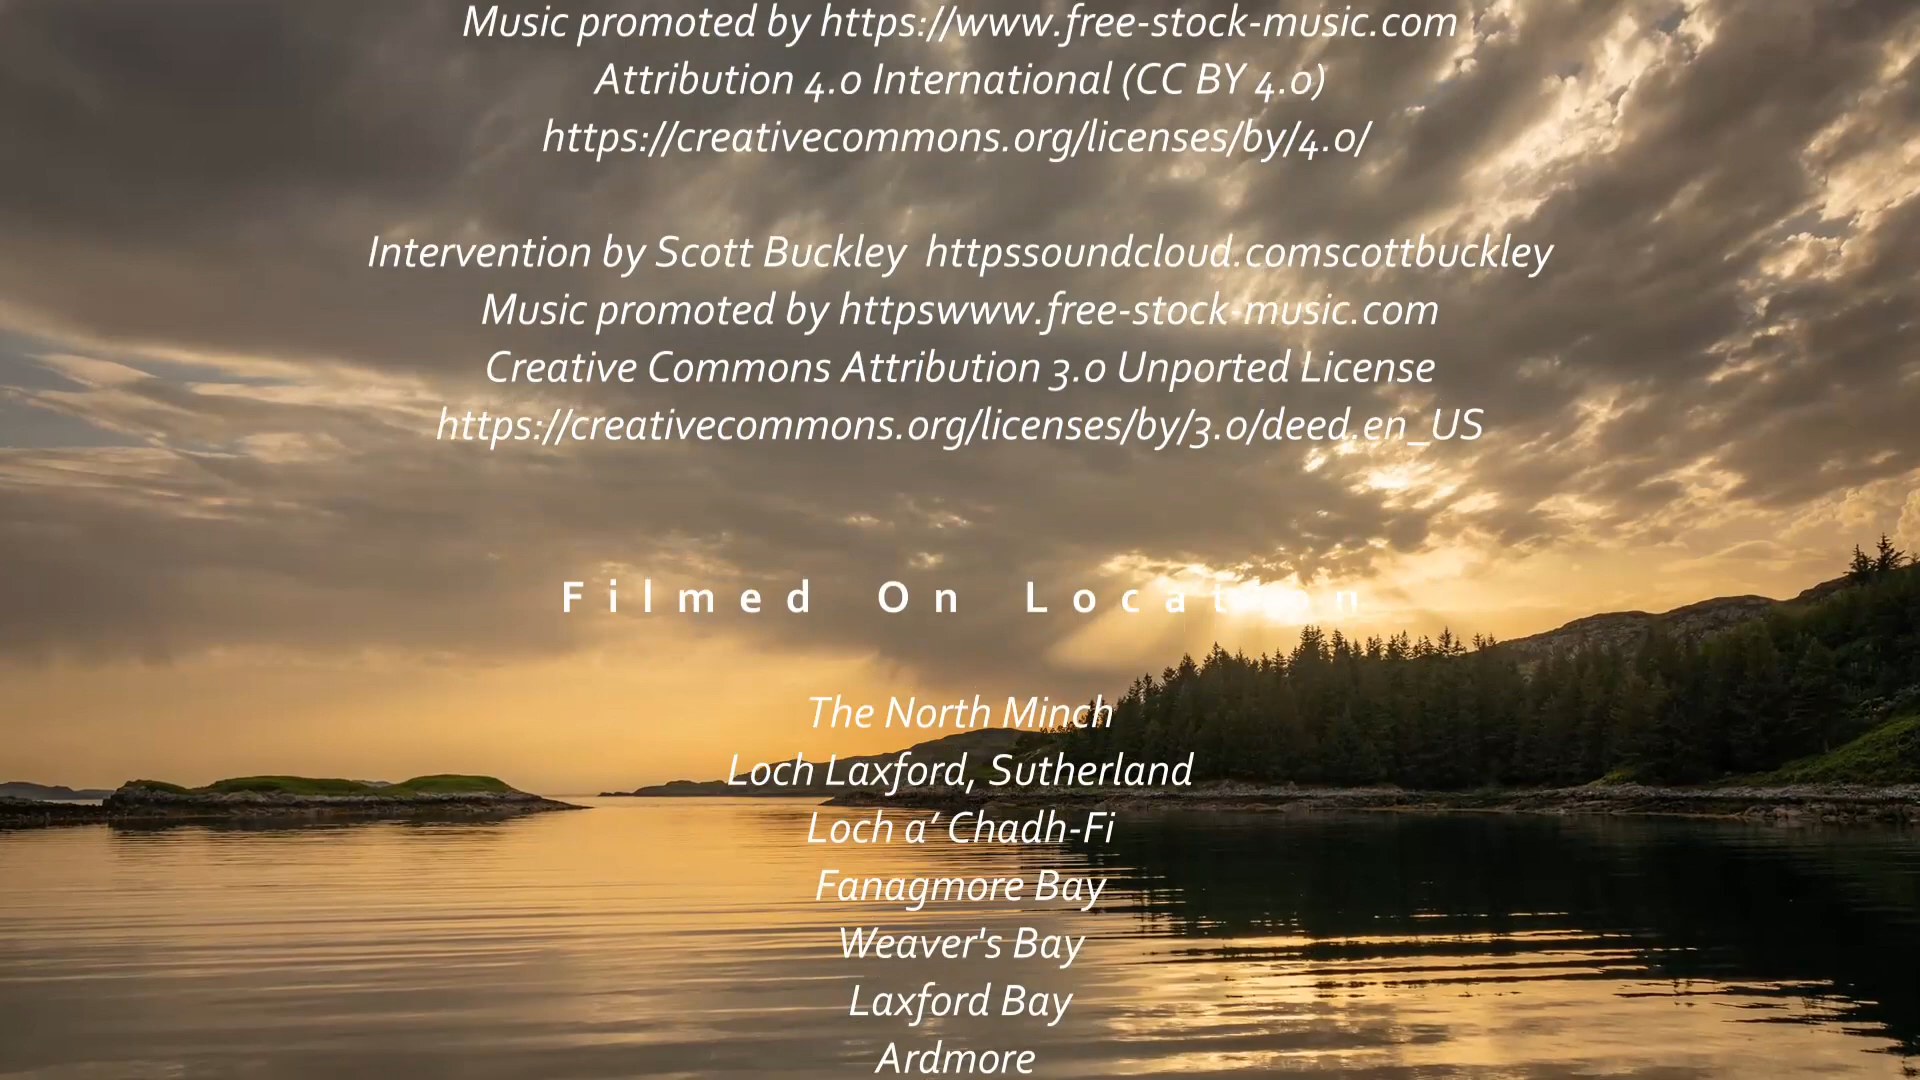 Music promoted by https://www.free-stock-music.com
Attribution 4.0 International (CC BY 4.0)
https://creativecommons.org/licenses/by/4.0/
Intervention by Scott Buckley  httpssoundcloud.comscottbuckley
Music promoted by httpswww.free-stock-music.com
Creative Commons Attribution 3.0 Unported License
https://creativecommons.org/licenses/by/3.0/deed.en_US
Filmed On Location
The North Minch
Loch Laxford, Sutherland
Loch a’ Chadh-Fi
Fanagmore Bay
Weaver's Bay
Laxford Bay
Ardmore